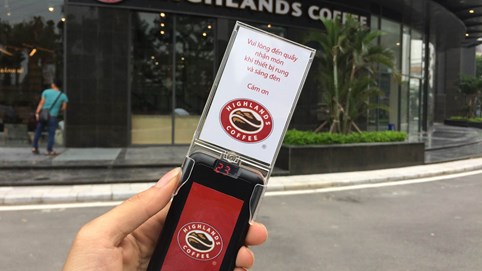 HIGHLANDS COFFEE
Vui lòng đến quầy
nhận món
khi thiết bị rung
và sáng đèn
Cảm ơn
HIGHLANDS
COFFEE
®
23
HIGHLANDS
COFFEE